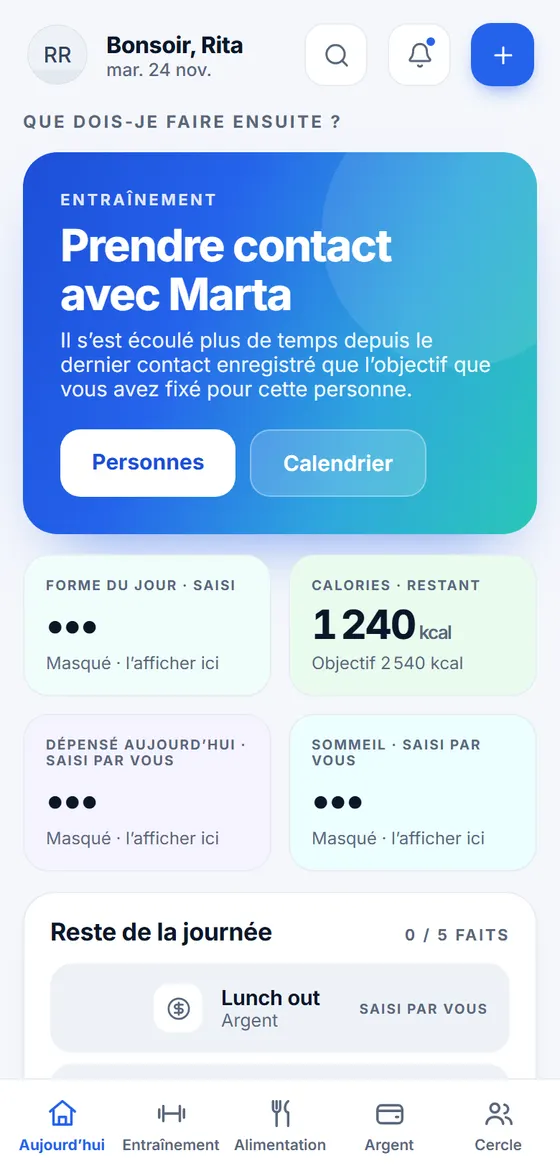 RR
Bonsoir, Rita
mar. 24 nov.
QUE DOIS-JE FAIRE ENSUITE ?
ENTRAÎNEMENT
Prendre contact
avec Marta
Il s’est écoulé plus de temps depuis le
dernier contact enregistré que l’objectif que
vous avez fixé pour cette personne.
Personnes
Calendrier
FORME DU JOUR · SAISI
•••
Masqué · l’afficher ici
CALORIES · RESTANT
1 240 kcal
Objectif 2 540 kcal
DÉPENSÉ AUJOURD’HUI ·
SAISI PAR VOUS
•••
Masqué · l’afficher ici
SOMMEIL · SAISI PAR
VOUS
•••
Masqué · l’afficher ici
Reste de la journée
0 / 5 FAITS
Lunch out
Argent
SAISI PAR VOUS
Aujourd’hui
Entraînement
Alimentation
Argent
Cercle